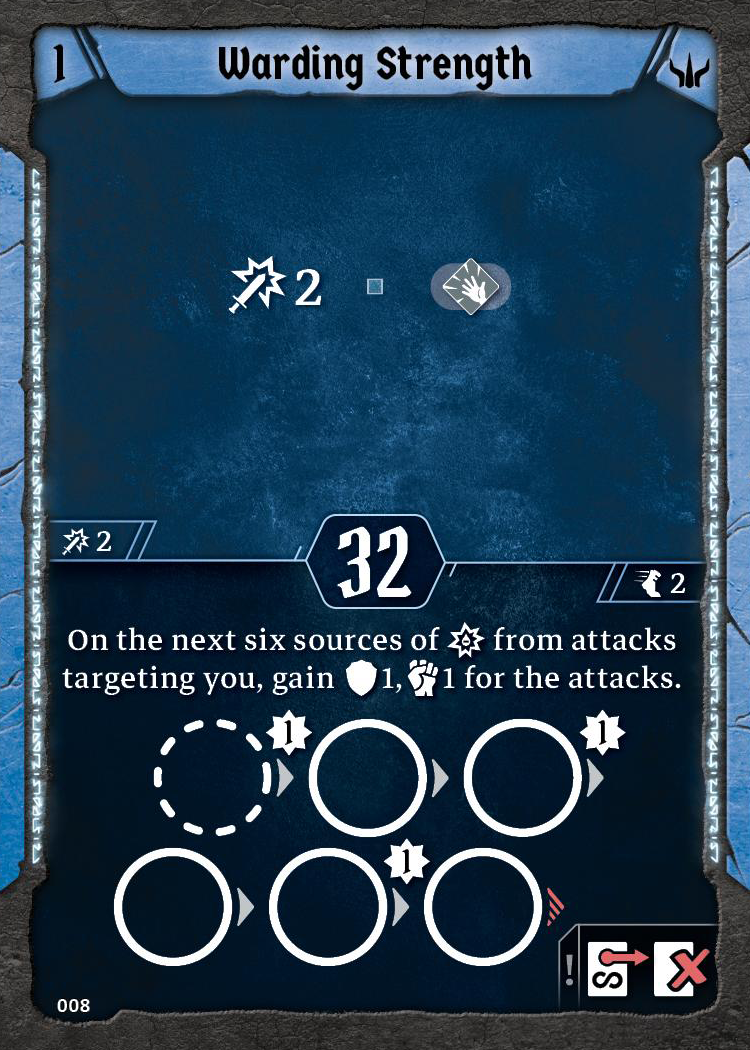 1 Warding Strength
2
2
32
2
On the next six sources of from attacks
targeting you, gain 1, 1 for the attacks.
1 1
1
!
008